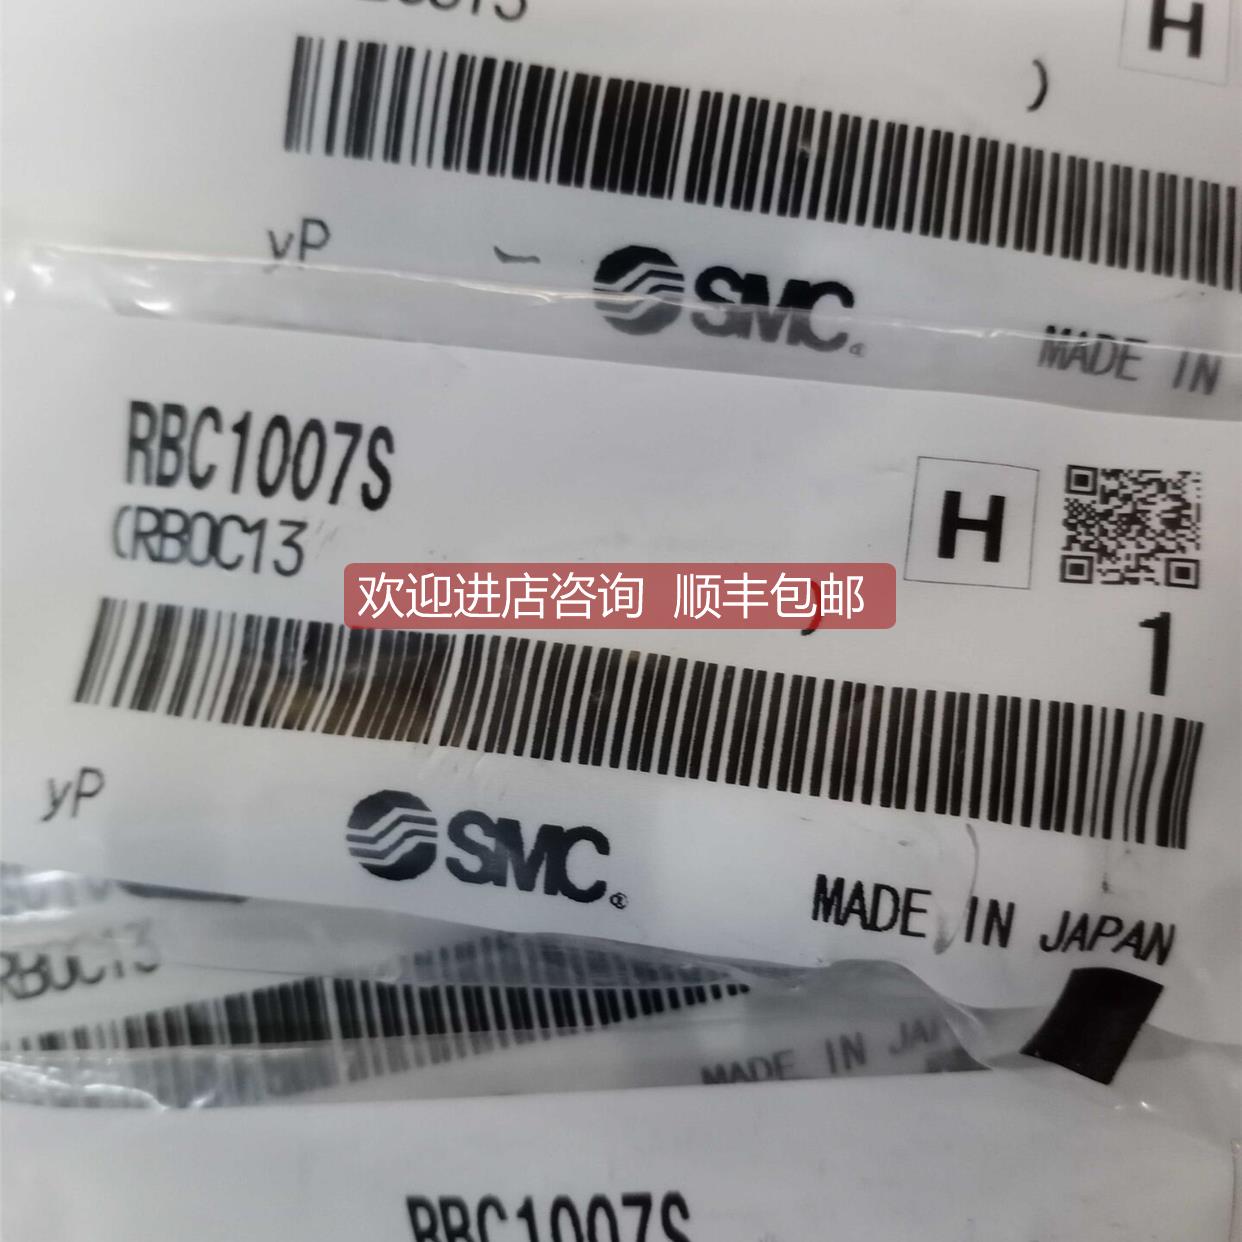 H
)
yP
SMC
MADE IN
RBC1007S
(RB0C13
)
H
1
欢迎进店咨询 顺丰包邮
yP
SMC®
MADE IN JAPAN
RB0C13
MADE IN JAP
RBC1007S